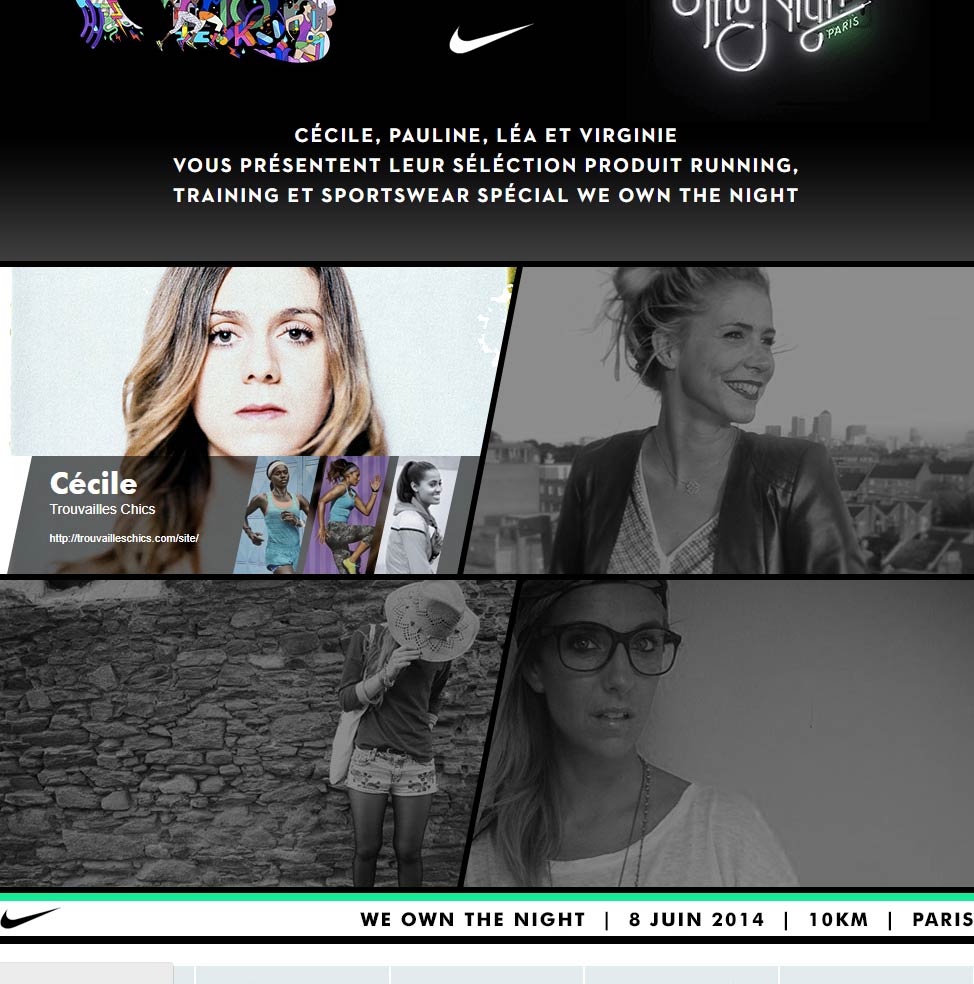 The Night
PARIS
CÉCILE, PAULINE, LÉA ET VIRGINIE
VOUS PRÉSENTENT LEUR SÉLÉCTION PRODUIT RUNNING,
TRAINING ET SPORTSWEAR SPÉCIAL WE OWN THE NIGHT
Cécile
Trouvailles Chics
http://trouvailleschics.com/site/
WE OWN THE NIGHT | 8 JUIN 2014 | 10KM | PARIS